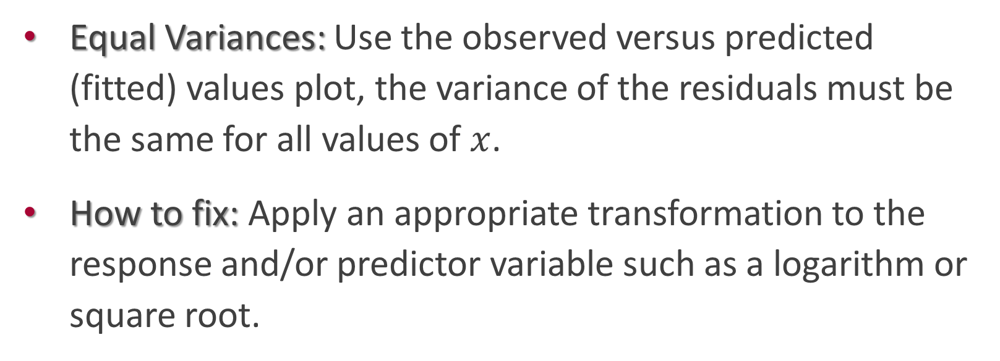 • Equal Variances: Use the observed versus predicted
(fitted) values plot, the variance of the residuals must be
the same for all values of 𝑥.
• How to fix: Apply an appropriate transformation to the
response and/or predictor variable such as a logarithm or
square root.